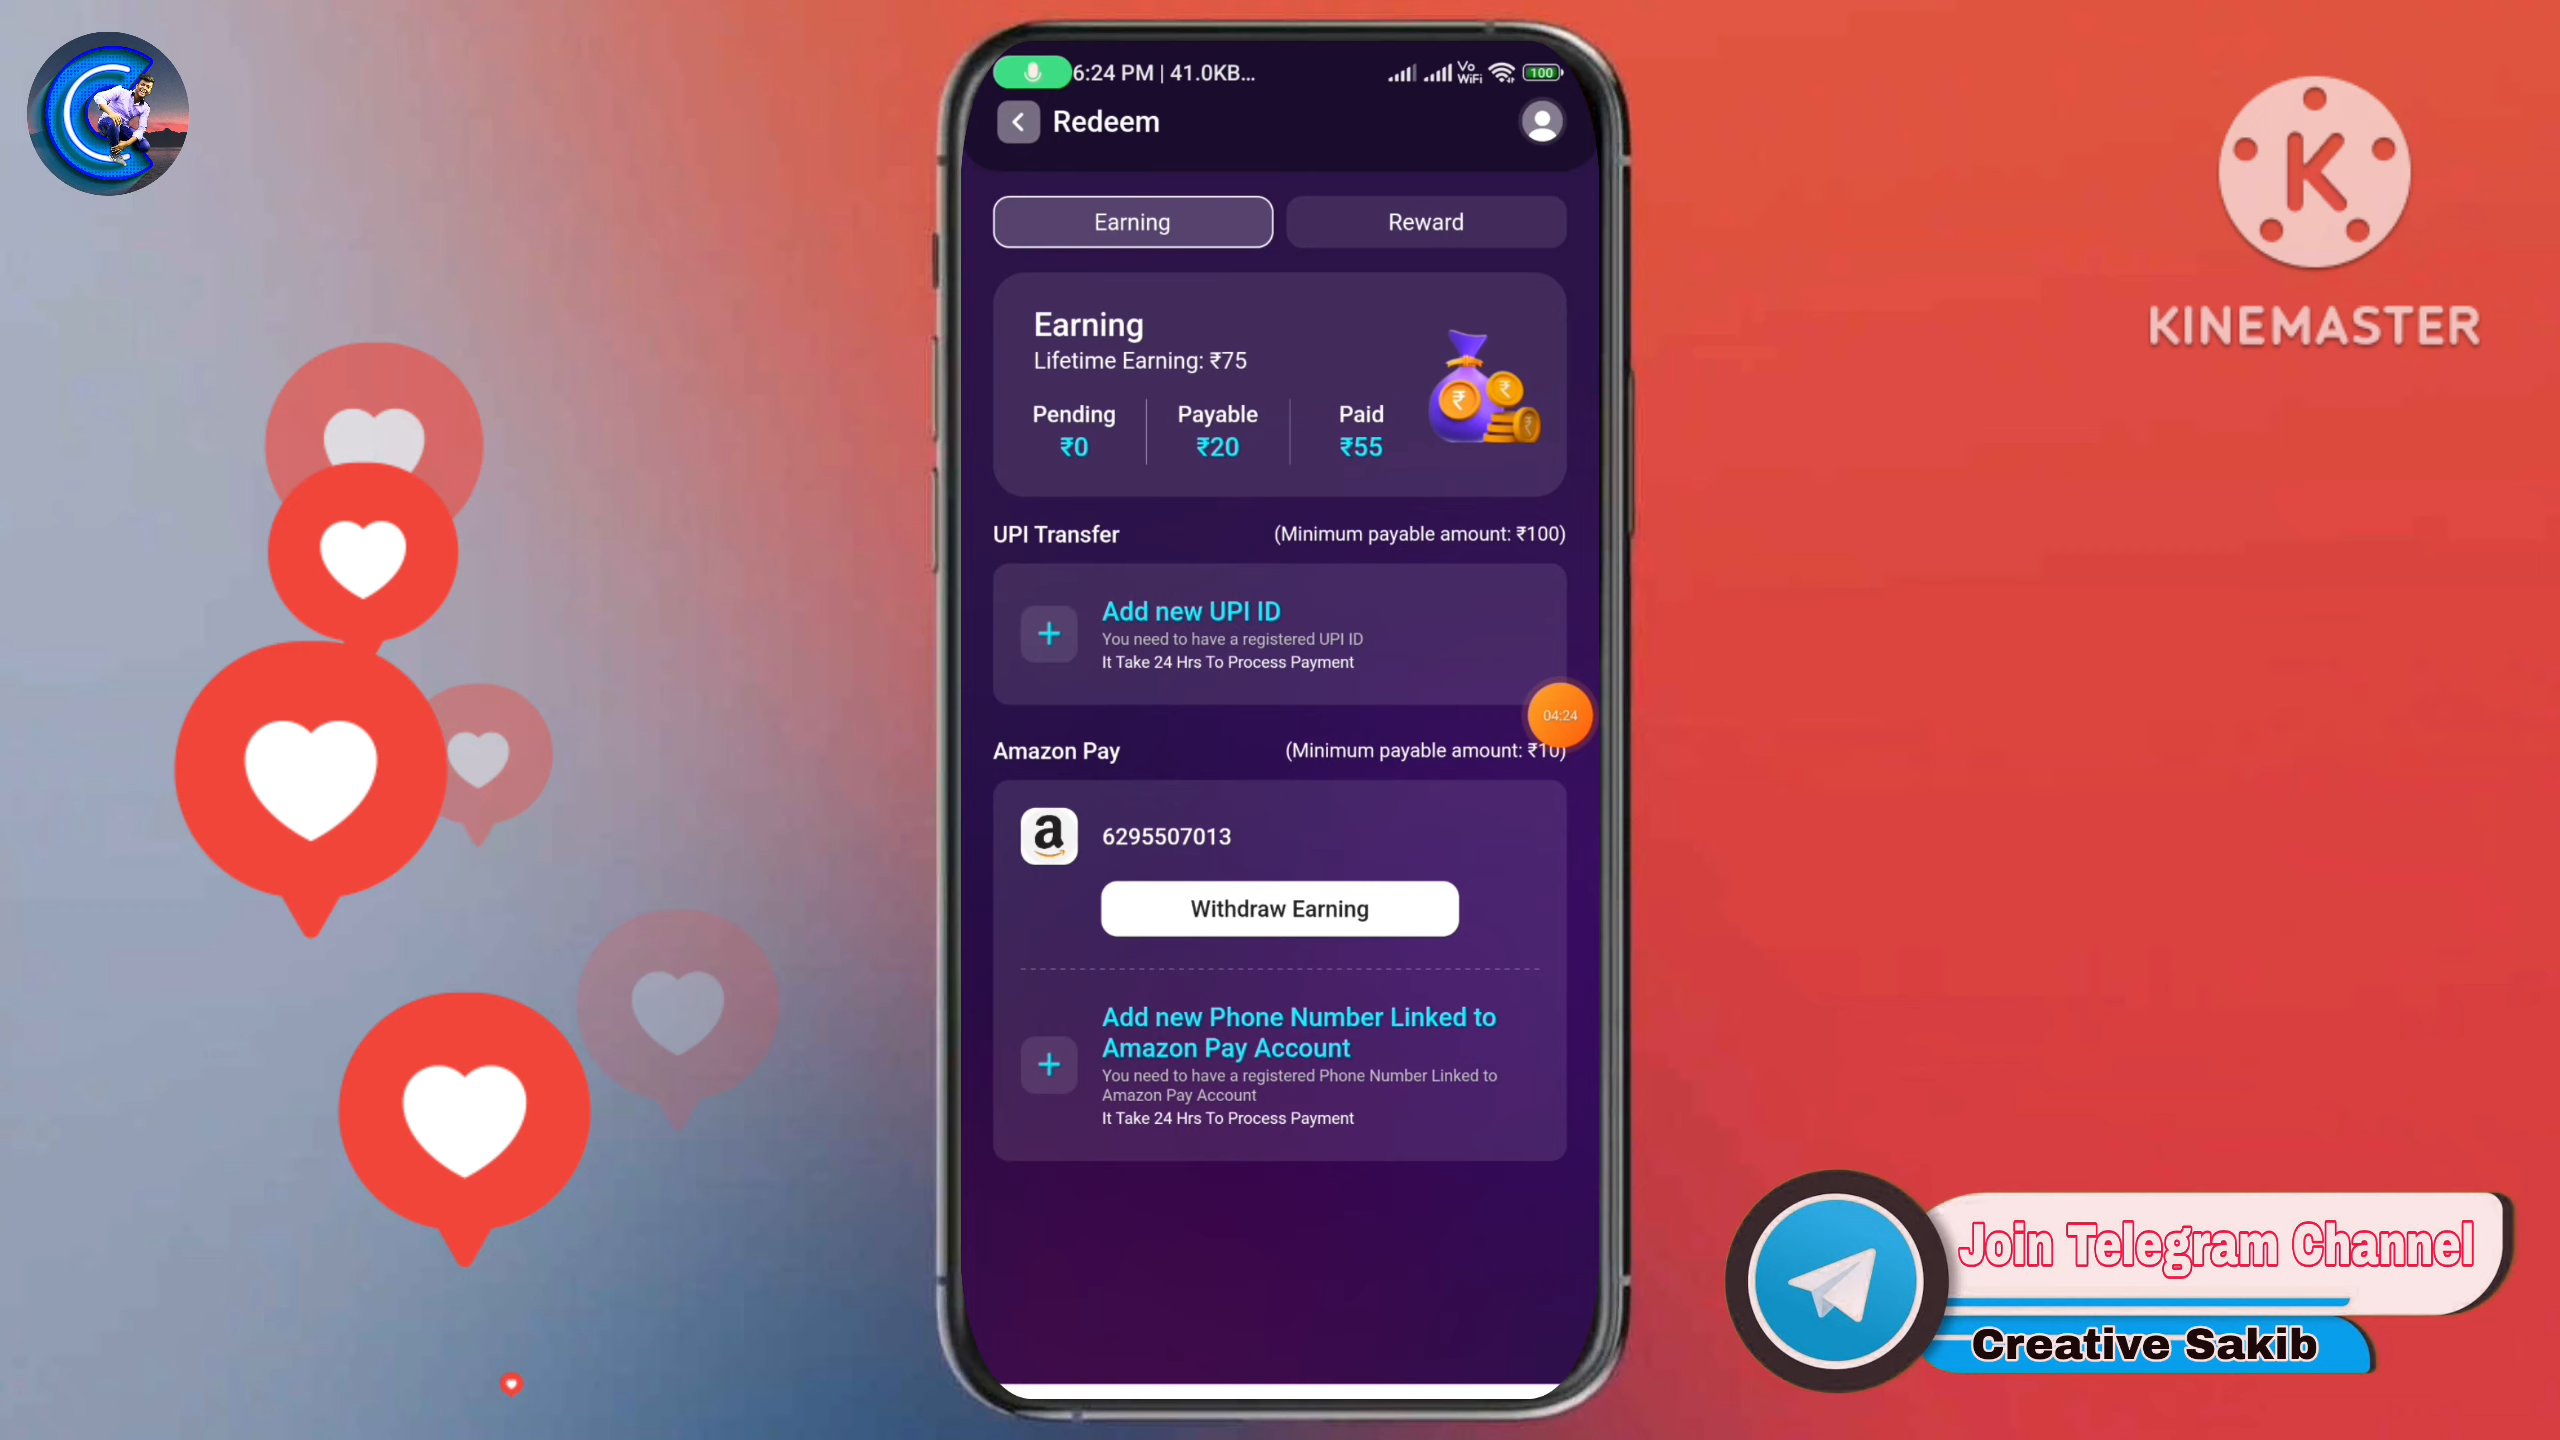 6:24 PM | 41.0KB...
Vo
WiFi
100
Redeem
Earning
Reward
Earning
Lifetime Earning: ₹75
Pending
Payable
Paid
₹0
₹20
₹55
UPI Transfer
(Minimum payable amount: ₹100)
Add new UPI ID
You need to have a registered UPI ID
It Take 24 Hrs To Process Payment
04:24
Amazon Pay
(Minimum payable amount: ₹10)
a
6295507013
Withdraw Earning
Add new Phone Number Linked to
Amazon Pay Account
You need to have a registered Phone Number Linked to
Amazon Pay Account
It Take 24 Hrs To Process Payment
K
KINEMASTER
Join Telegram Channel
Creative Sakib